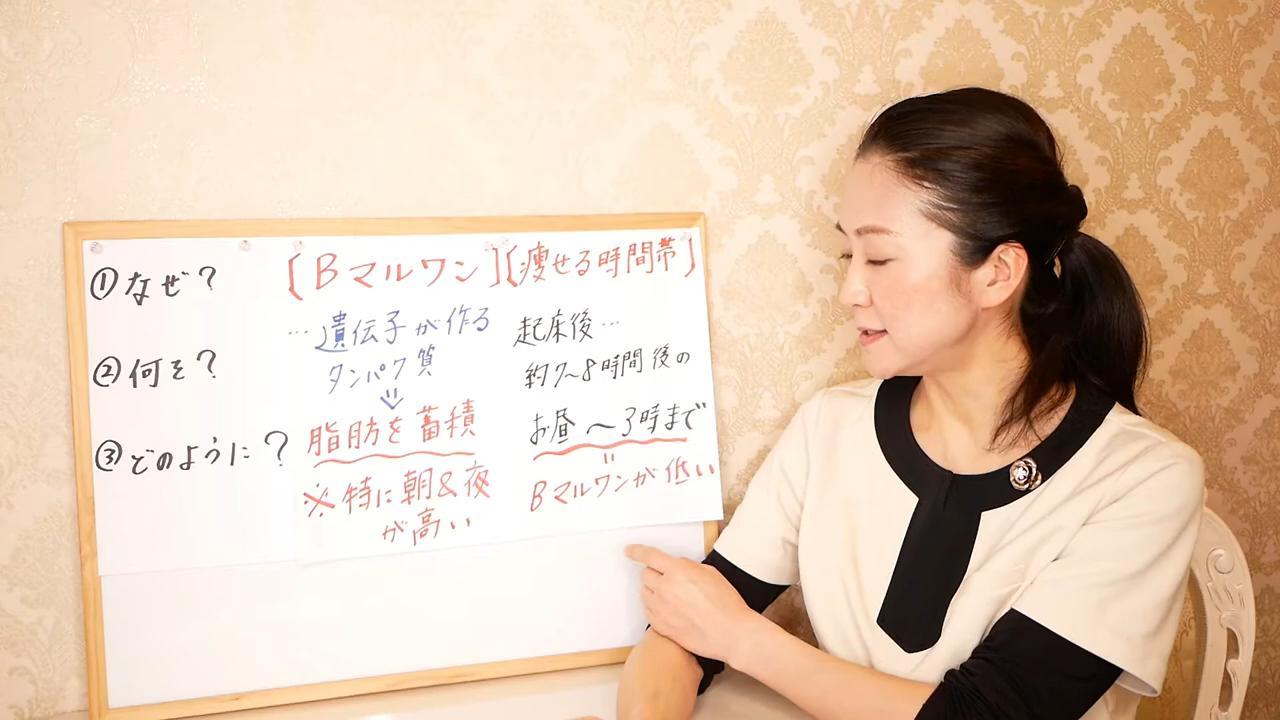 ①なぜ?
②何を?
③どのように?
[Bマルワン]
…遺伝子が作る
タンパク質
⇓
脂肪を蓄積
※特に朝&夜
が高い
[痩せる時間帯]
起床後…
約7〜8時間後の
お昼〜3時まで
〃
Bマルワンが低い